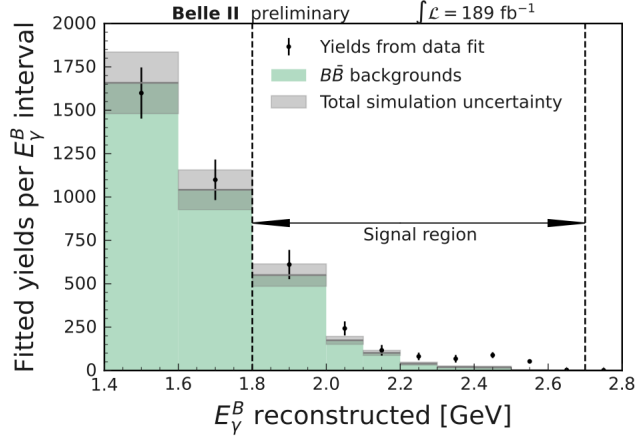 Belle II preliminary ∫ℒ = 189 fb⁻¹
Yields from data fit
BB̄ backgrounds
Total simulation uncertainty
Signal region
Fitted yields per E_γ^B interval
2000
1750
1500
1250
1000
750
500
250
0
1.4 1.6 1.8 2.0 2.2 2.4 2.6 2.8
E_γ^B reconstructed [GeV]